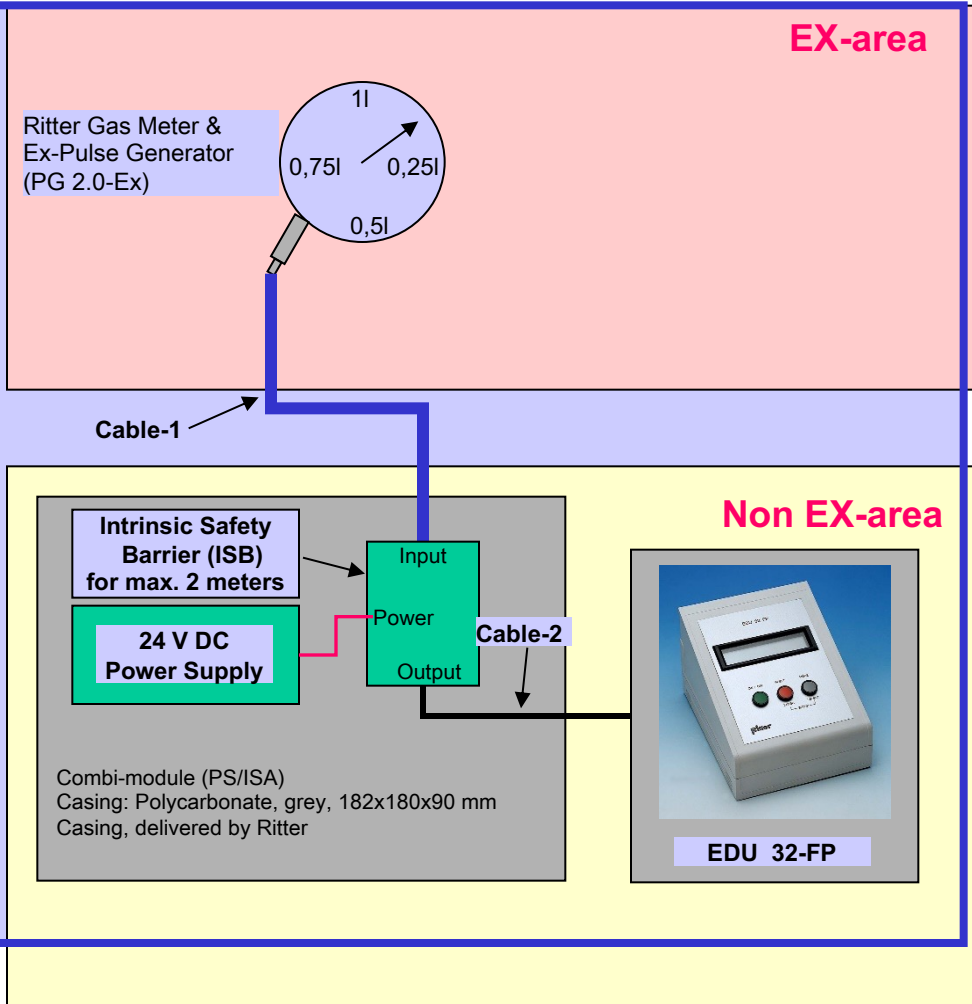 EX-area
Ritter Gas Meter &
Ex-Pulse Generator
(PG 2.0-Ex)
1l
0,75l
0,25l
0,5l
Cable-1
Non EX-area
Intrinsic Safety
Barrier (ISB)
for max. 2 meters
Input
Power
Output
24 V DC
Power Supply
Cable-2
Combi-module (PS/ISA)
Casing: Polycarbonate, grey, 182x180x90 mm
Casing, delivered by Ritter
EDU 32 FP
EDU 32-FP